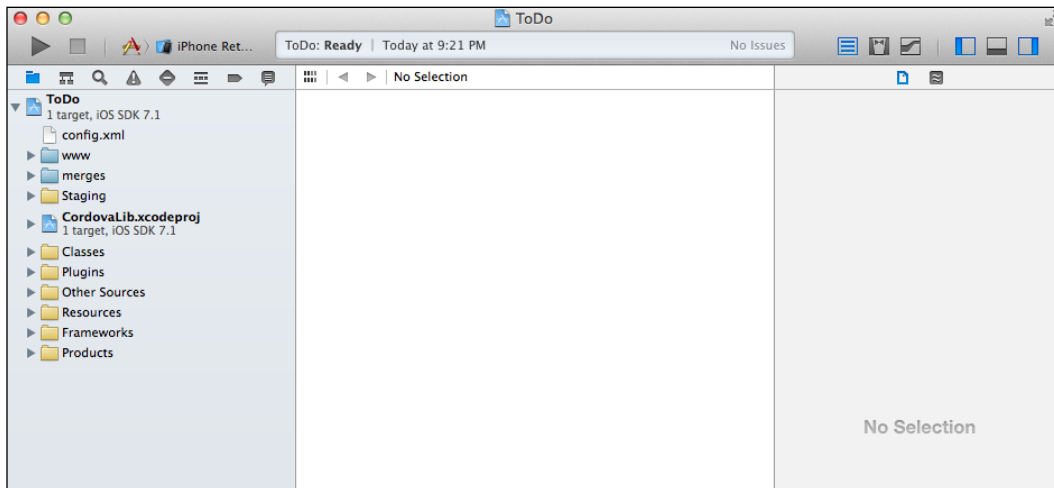 ToDo
iPhone Ret...
ToDo: Ready | Today at 9:21 PM
No Issues
No Selection
ToDo
1 target, iOS SDK 7.1
config.xml
www
merges
Staging
CordovaLib.xcodeproj
1 target, iOS SDK 7.1
Classes
Plugins
Other Sources
Resources
Frameworks
Products
No Selection